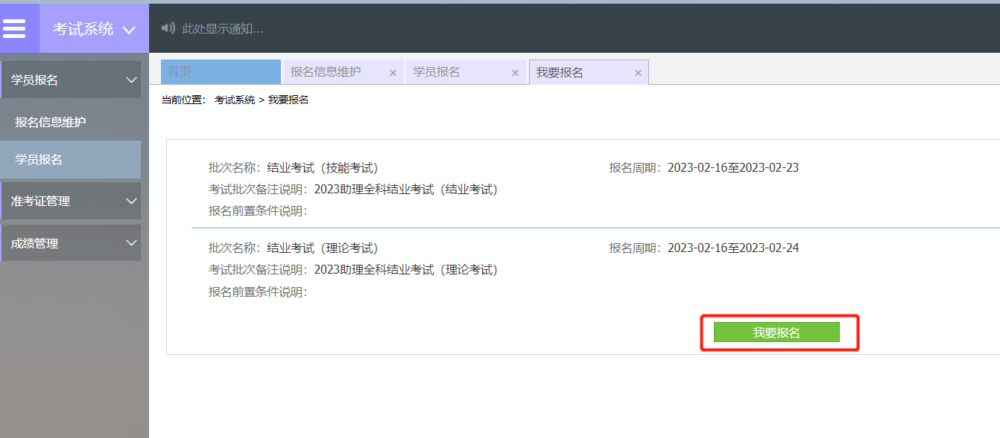 考试系统
此处显示通知...
首页 报名信息维护 × 学员报名 × 我要报名 ×
当前位置: 考试系统 > 我要报名
学员报名
报名信息维护
学员报名
准考证管理
成绩管理
批次名称: 结业考试（技能考试） 报名周期: 2023-02-16至2023-02-23
考试批次备注说明: 2023助理全科结业考试（结业考试）
报名前置条件说明:
批次名称: 结业考试（理论考试） 报名周期: 2023-02-16至2023-02-24
考试批次备注说明: 2023助理全科结业考试（理论考试）
报名前置条件说明:
我要报名